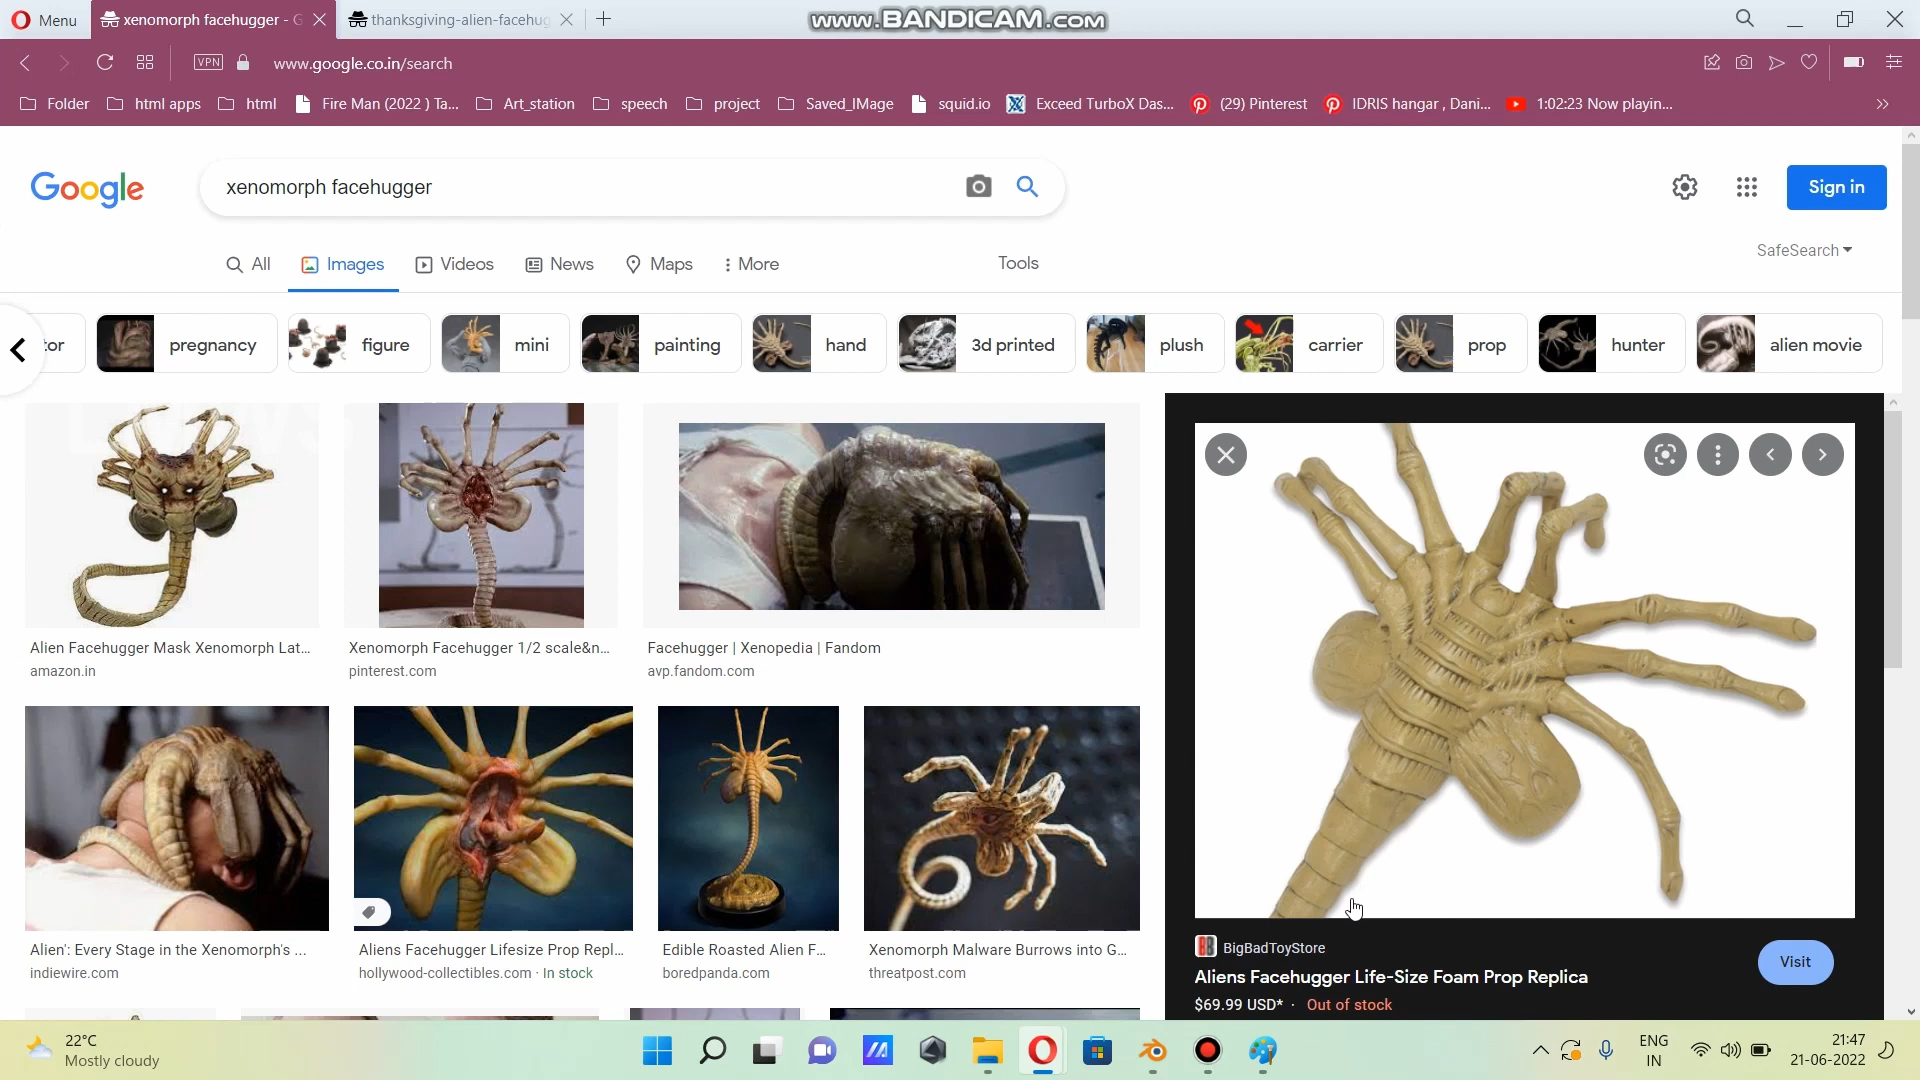 Menu
xenomorph facehugger - G
thanksgiving-alien-facehug
www.BANDICAM.com
VPN
www.google.co.in/search
Folder
html apps
html
Fire Man (2022 ) Ta...
Art_station
speech
project
Saved_IMage
squid.io
Exceed TurboX Das...
(29) Pinterest
IDRIS hangar , Dani...
1:02:23 Now playin...
Google
xenomorph facehugger
Sign in
All
Images
Videos
News
Maps
More
Tools
SafeSearch
tor
pregnancy
figure
mini
painting
hand
3d printed
plush
carrier
prop
hunter
alien movie
Alien Facehugger Mask Xenomorph Lat...
amazon.in
Xenomorph Facehugger 1/2 scale&n...
pinterest.com
Facehugger | Xenopedia | Fandom
avp.fandom.com
Alien': Every Stage in the Xenomorph's ...
indiewire.com
Aliens Facehugger Lifesize Prop Repl...
hollywood-collectibles.com · In stock
Edible Roasted Alien F...
boredpanda.com
Xenomorph Malware Burrows into G...
threatpost.com
BigBadToyStore
Aliens Facehugger Life-Size Foam Prop Replica
$69.99 USD* · Out of stock
Visit
22°C
Mostly cloudy
ENG
IN
21:47
21-06-2022